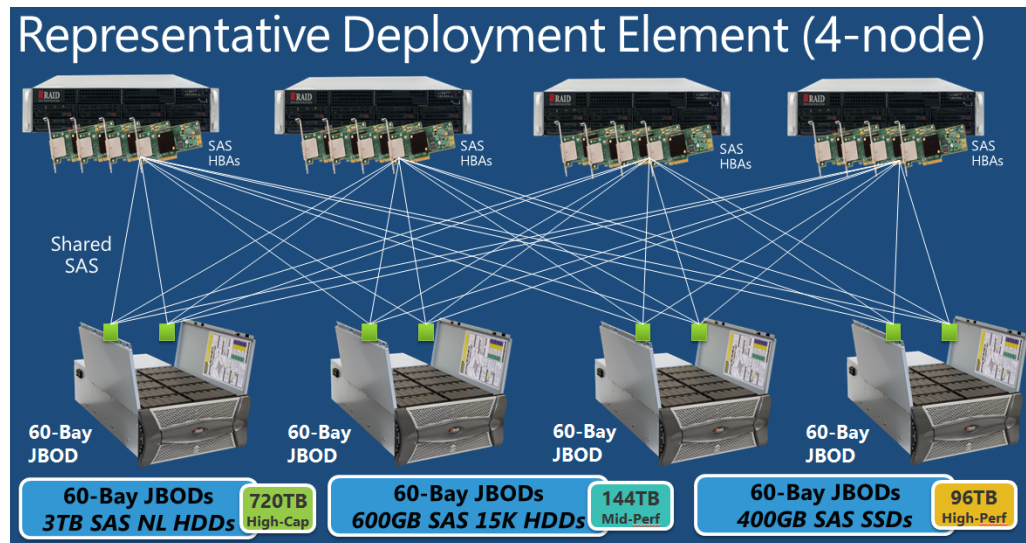 Representative Deployment Element (4-node)
RAID
RAID
RAID
RAID
SAS
HBAs
SAS
HBAs
SAS
HBAs
SAS
HBAs
Shared
SAS
60-Bay
JBOD
60-Bay
JBOD
60-Bay
JBOD
60-Bay
JBOD
60-Bay JBODs
3TB SAS NL HDDs
720TB
High-Cap
60-Bay JBODs
600GB SAS 15K HDDs
144TB
Mid-Perf
60-Bay JBODs
400GB SAS SSDs
96TB
High-Perf